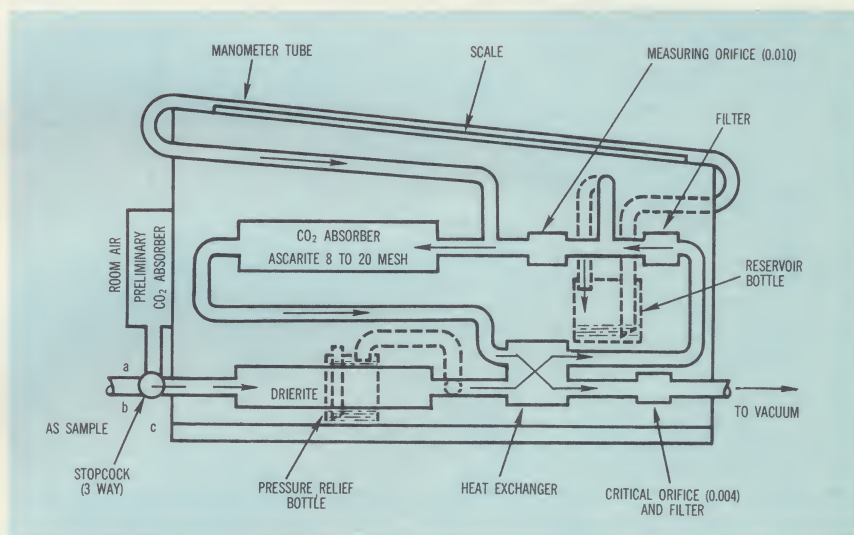 MANOMETER TUBE
SCALE
MEASURING ORIFICE (0.010)
FILTER
ROOM AIR
PRELIMINARY
CO₂ ABSORBER
CO₂ ABSORBER
ASCARITE 8 TO 20 MESH
RESERVOIR
BOTTLE
a
b
c
DRIERITE
TO VACUUM
AS SAMPLE
STOPCOCK
(3 WAY)
PRESSURE RELIEF
BOTTLE
HEAT EXCHANGER
CRITICAL ORIFICE (0.004)
AND FILTER